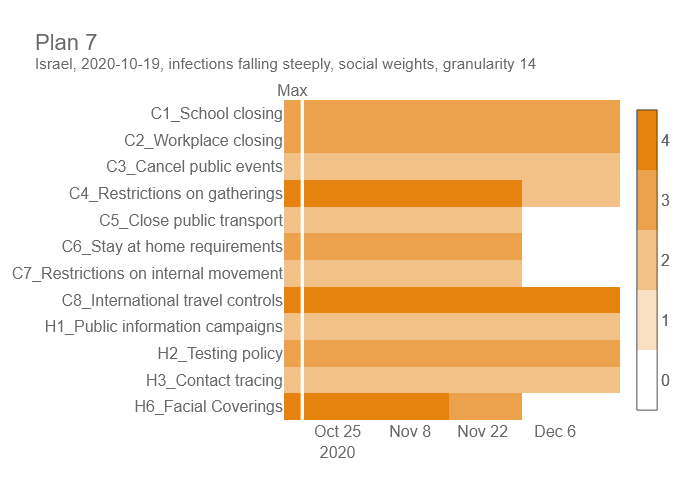 Plan 7
Israel, 2020-10-19, infections falling steeply, social weights, granularity 14
Max
C1_School closing
C2_Workplace closing
C3_Cancel public events
C4_Restrictions on gatherings
C5_Close public transport
C6_Stay at home requirements
C7_Restrictions on internal movement
C8_International travel controls
H1_Public information campaigns
H2_Testing policy
H3_Contact tracing
H6_Facial Coverings
Oct 25 Nov 8 Nov 22 Dec 6
2020
4
3
2
1
0